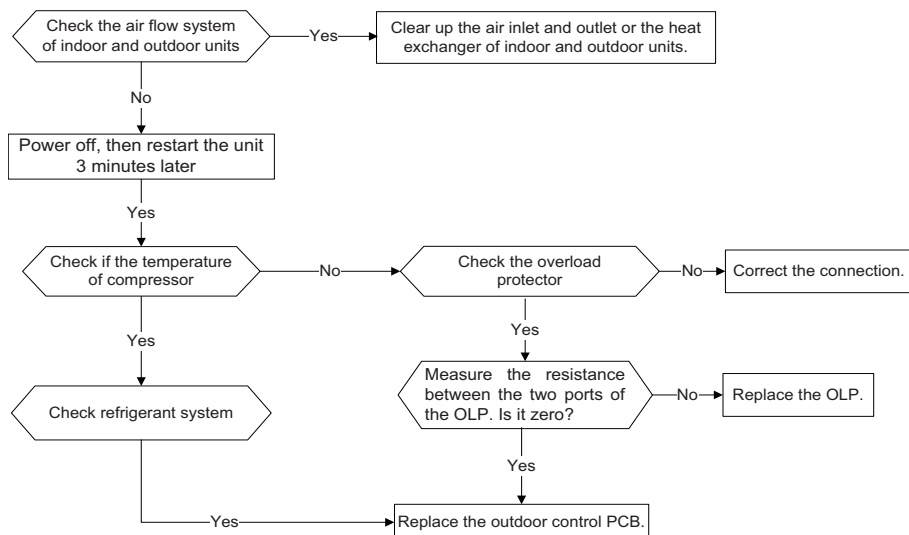 Check the air flow system
of indoor and outdoor units
Yes
Clear up the air inlet and outlet or the heat
exchanger of indoor and outdoor units.
No
Power off, then restart the unit
3 minutes later
Yes
Check if the temperature
of compressor
No
Check the overload
protector
No
Correct the connection.
Yes
Yes
Measure the resistance
between the two ports of
the OLP. Is it zero?
No
Replace the OLP.
Check refrigerant system
Yes
Yes
Replace the outdoor control PCB.